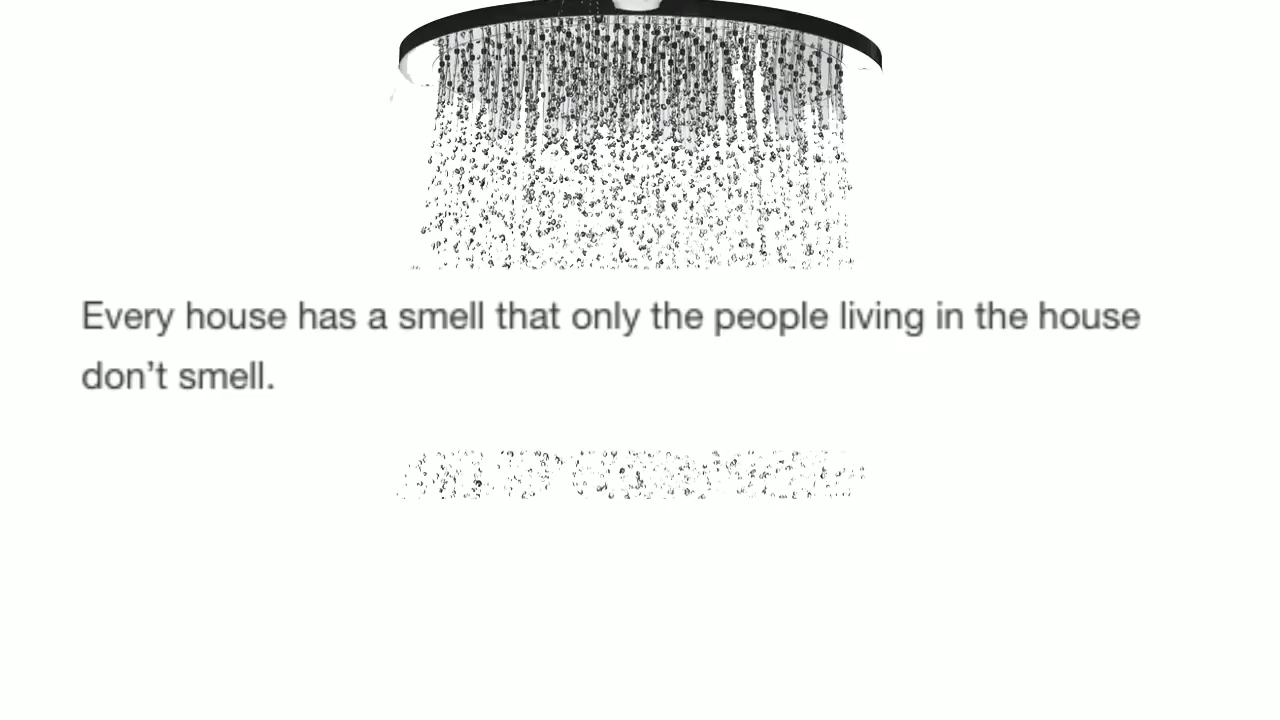 Every house has a smell that only the people living in the house
don’t smell.